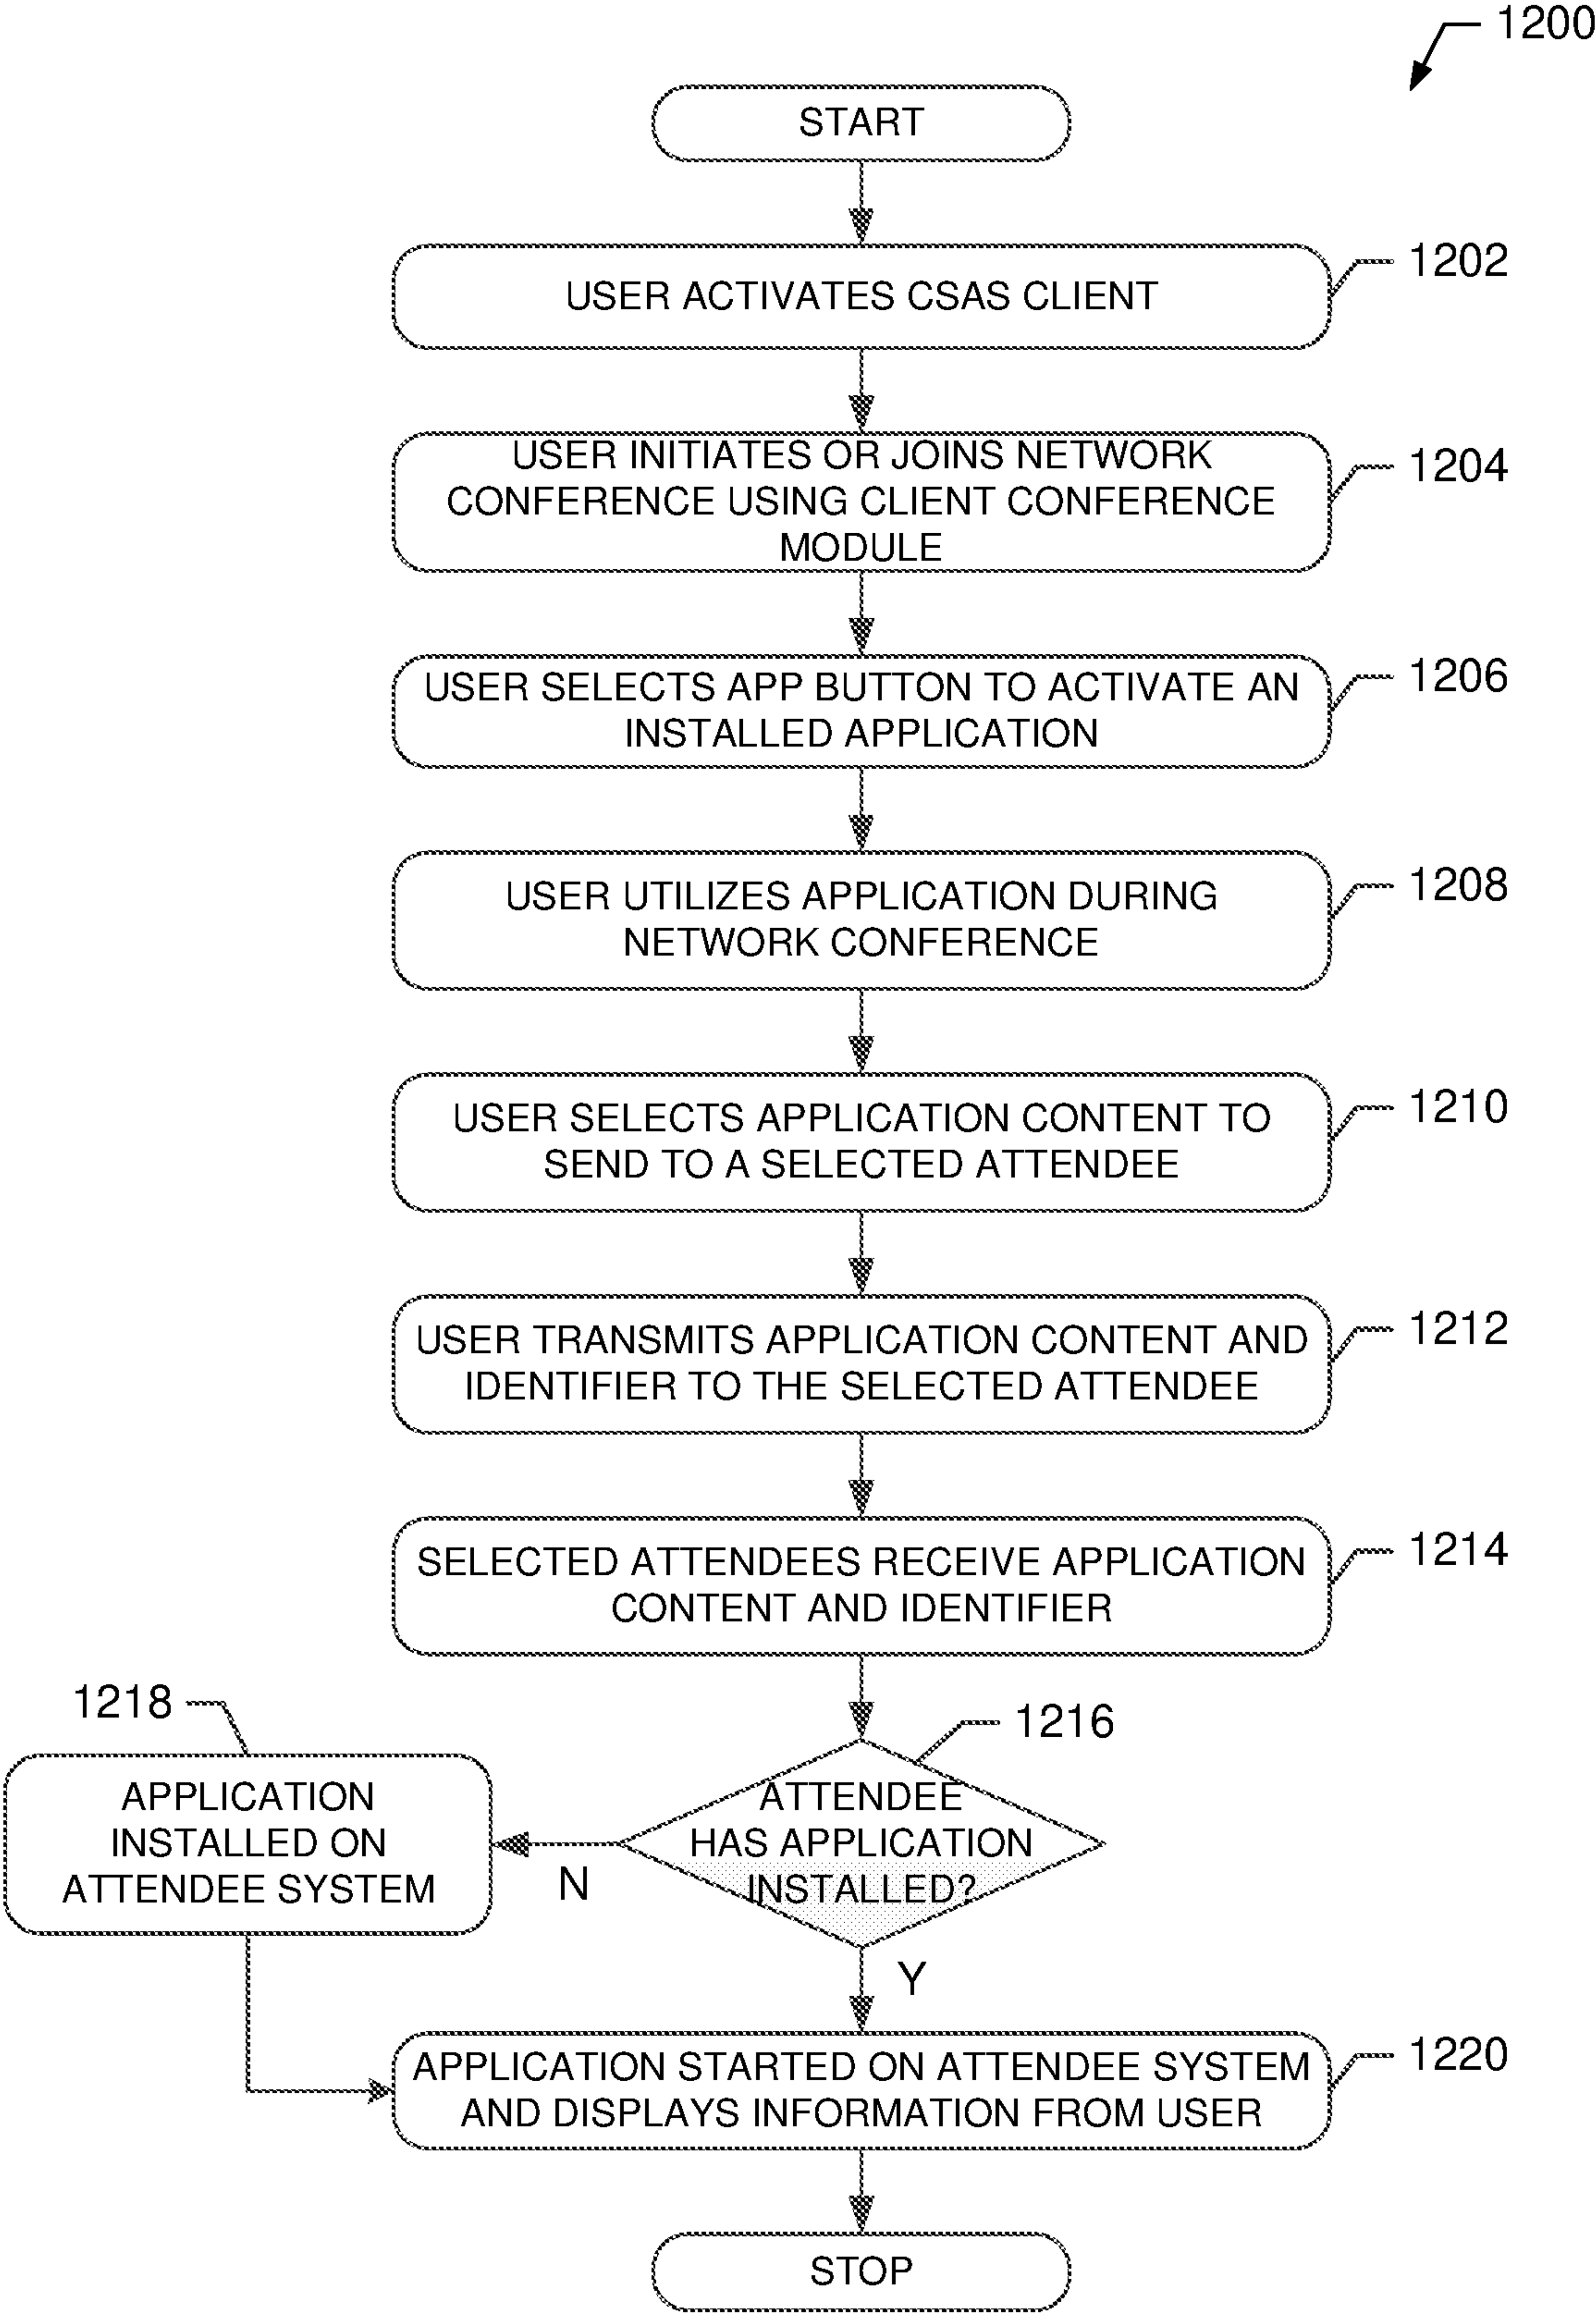 1200
START
1202
USER ACTIVATES CSAS CLIENT
1204
USER INITIATES OR JOINS NETWORK
CONFERENCE USING CLIENT CONFERENCE
MODULE
1206
USER SELECTS APP BUTTON TO ACTIVATE AN
INSTALLED APPLICATION
1208
USER UTILIZES APPLICATION DURING
NETWORK CONFERENCE
1210
USER SELECTS APPLICATION CONTENT TO
SEND TO A SELECTED ATTENDEE
1212
USER TRANSMITS APPLICATION CONTENT AND
IDENTIFIER TO THE SELECTED ATTENDEE
1214
SELECTED ATTENDEES RECEIVE APPLICATION
CONTENT AND IDENTIFIER
1216
ATTENDEE
HAS APPLICATION
INSTALLED?
N
1218
APPLICATION
INSTALLED ON
ATTENDEE SYSTEM
Y
1220
APPLICATION STARTED ON ATTENDEE SYSTEM
AND DISPLAYS INFORMATION FROM USER
STOP